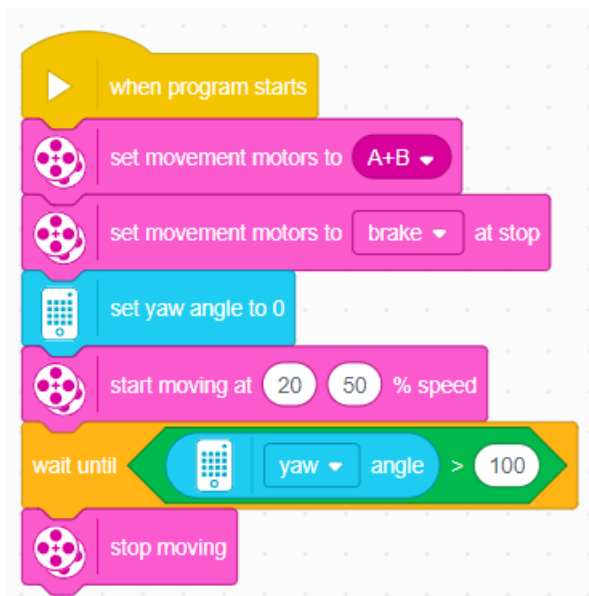 when program starts
set movement motors to A+B
set movement motors to brake at stop
set yaw angle to 0
start moving at 20 50 % speed
wait until yaw angle > 100
stop moving